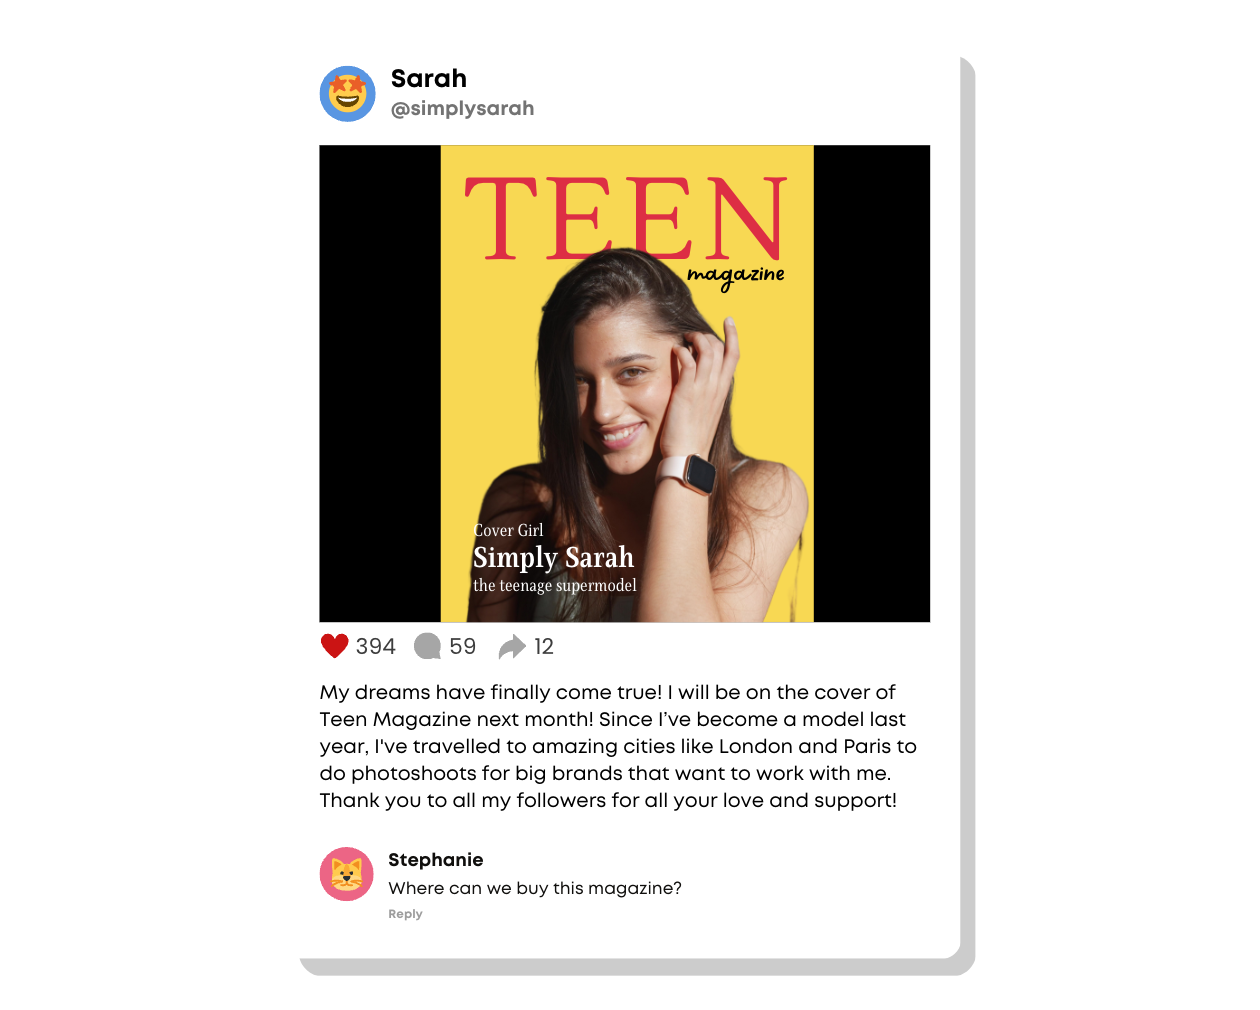 Sarah
@simplysarah
TEEN
magazine
Cover Girl
Simply Sarah
the teenage supermodel
394 59 12
My dreams have finally come true! I will be on the cover of
Teen Magazine next month! Since I’ve become a model last
year, I've travelled to amazing cities like London and Paris to
do photoshoots for big brands that want to work with me.
Thank you to all my followers for all your love and support!
Stephanie
Where can we buy this magazine?
Reply